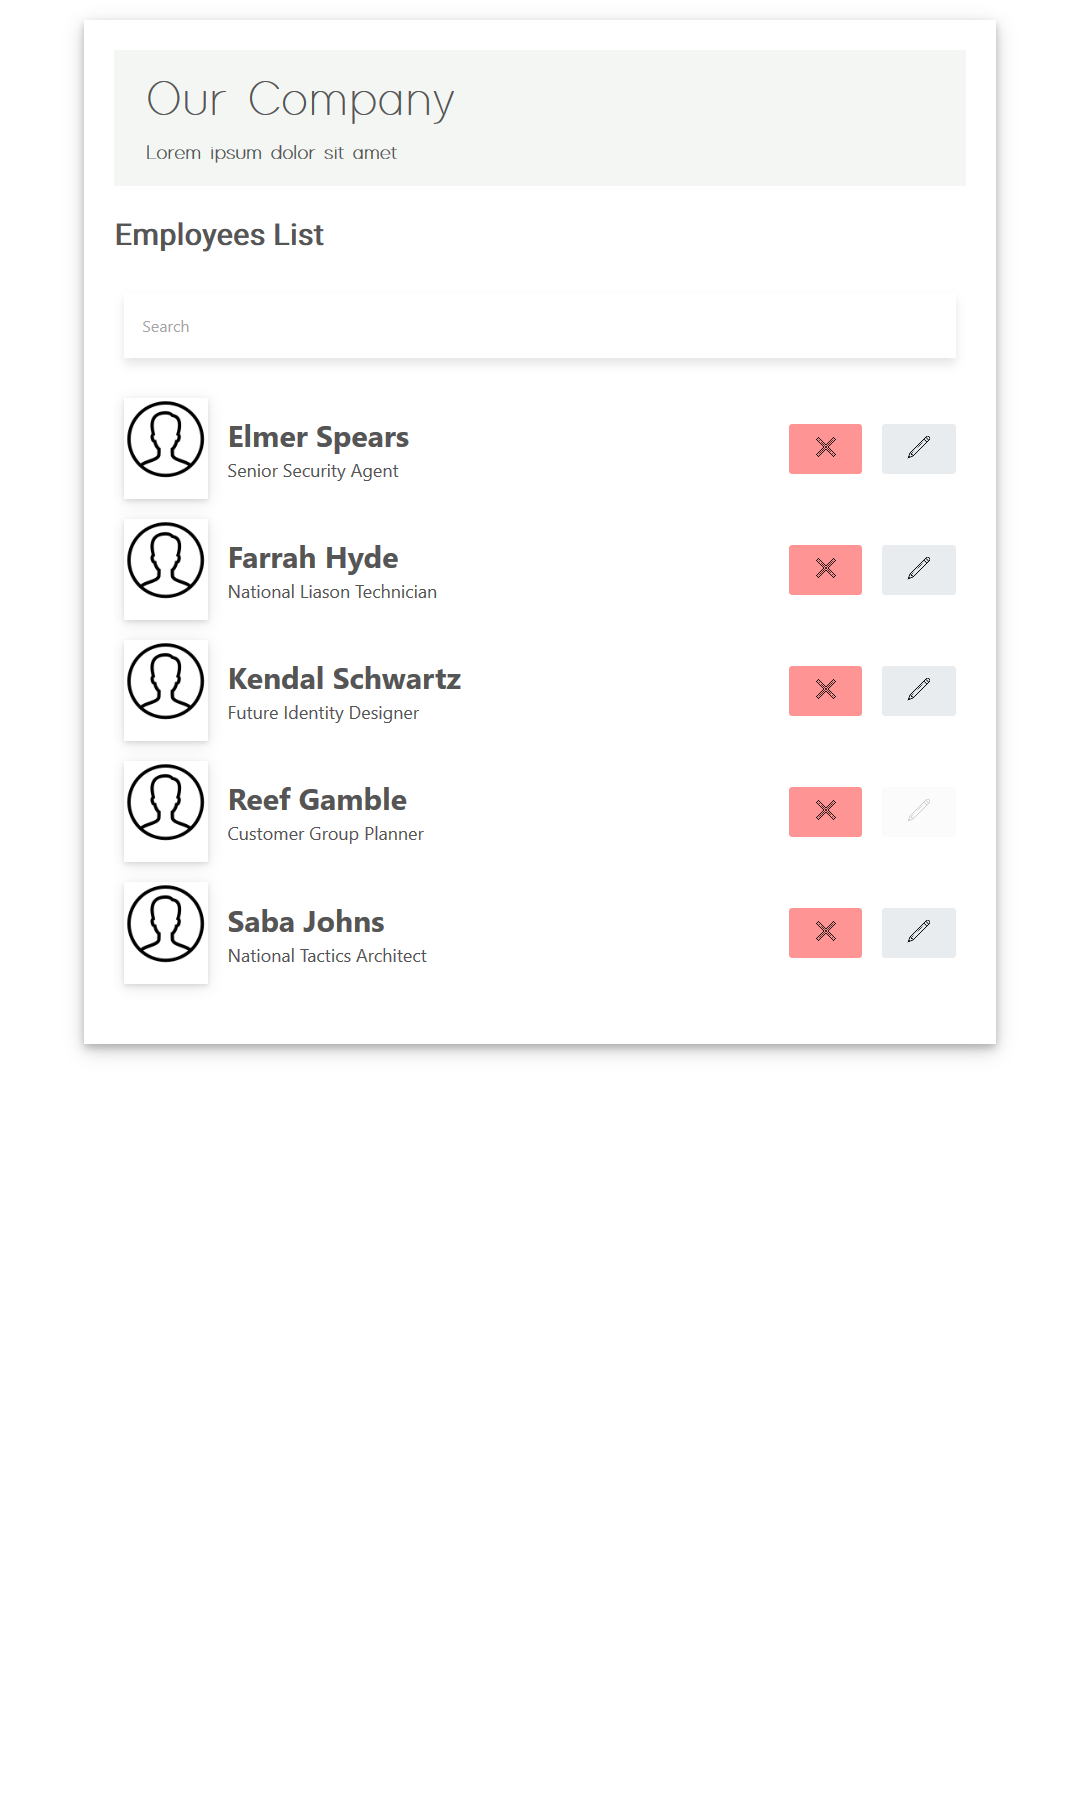 Our Company
Lorem ipsum dolor sit amet
Employees List
Search
Elmer Spears
Senior Security Agent
Farrah Hyde
National Liason Technician
Kendal Schwartz
Future Identity Designer
Reef Gamble
Customer Group Planner
Saba Johns
National Tactics Architect